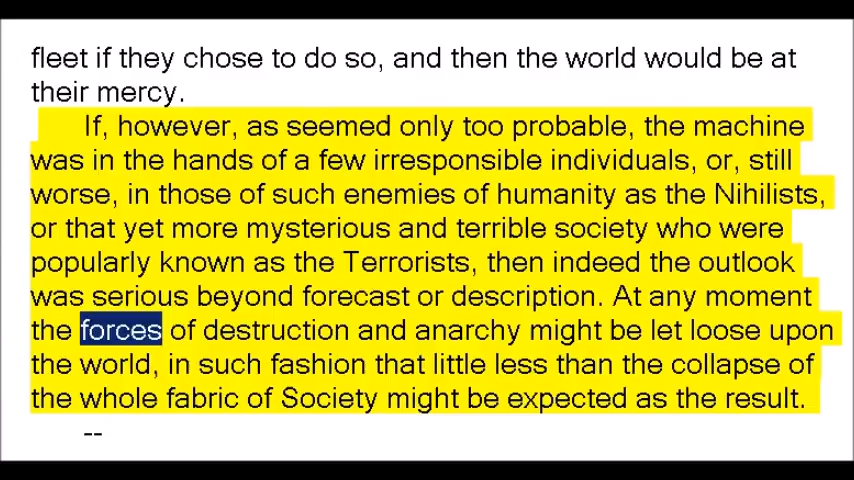 fleet if they chose to do so, and then the world would be at
their mercy.
If, however, as seemed only too probable, the machine
was in the hands of a few irresponsible individuals, or, still
worse, in those of such enemies of humanity as the Nihilists,
or that yet more mysterious and terrible society who were
popularly known as the Terrorists, then indeed the outlook
was serious beyond forecast or description. At any moment
the forces of destruction and anarchy might be let loose upon
the world, in such fashion that little less than the collapse of
the whole fabric of Society might be expected as the result.
--